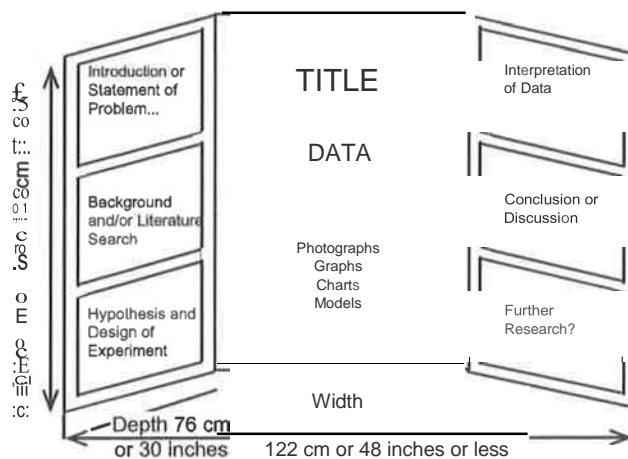 Introduction or
Statement of
Problem...
Background
and/or Literature
Search
Hypothesis and
Design of
Experiment
TITLE
DATA
Photographs
Graphs
Charts
Models
Interpretation
of Data
Conclusion or
Discussion
Further
Research?
Width
Depth 76 cm
or 30 inches
122 cm or 48 inches or less